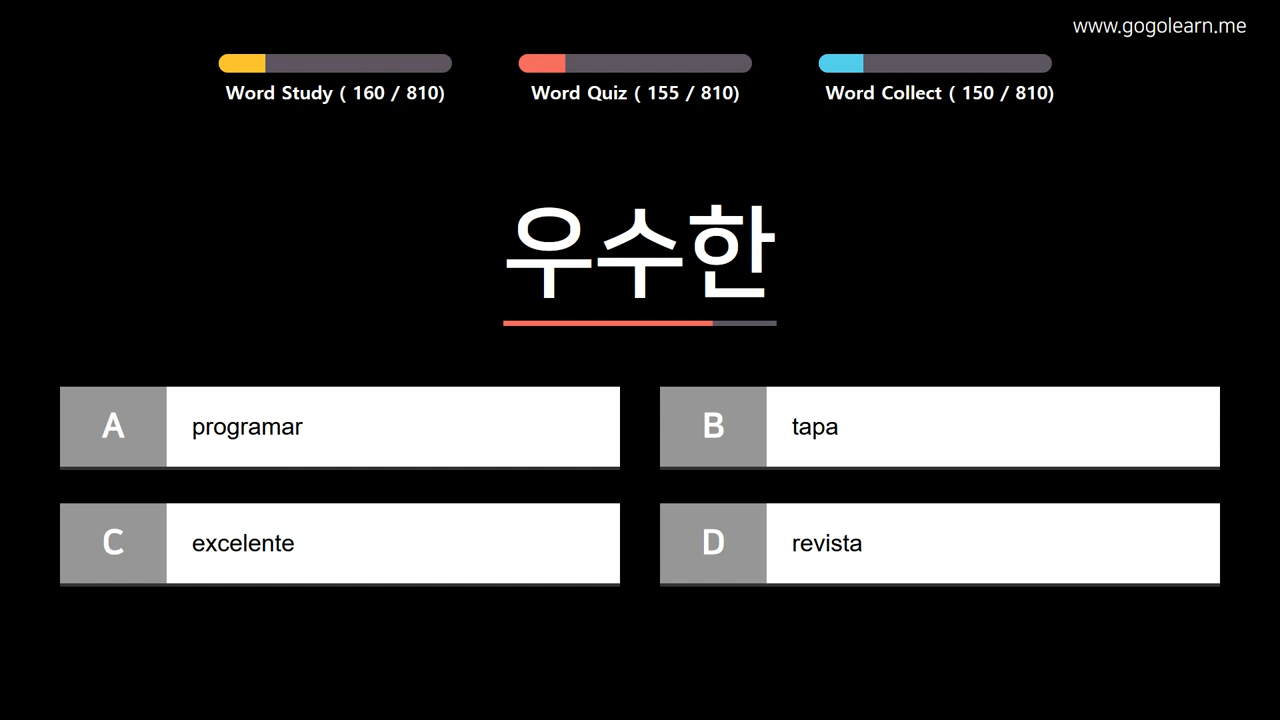 www.gogolearn.me
Word Study ( 160 / 810)
Word Quiz ( 155 / 810)
Word Collect ( 150 / 810)
우수한
A programar
B tapa
C excelente
D revista